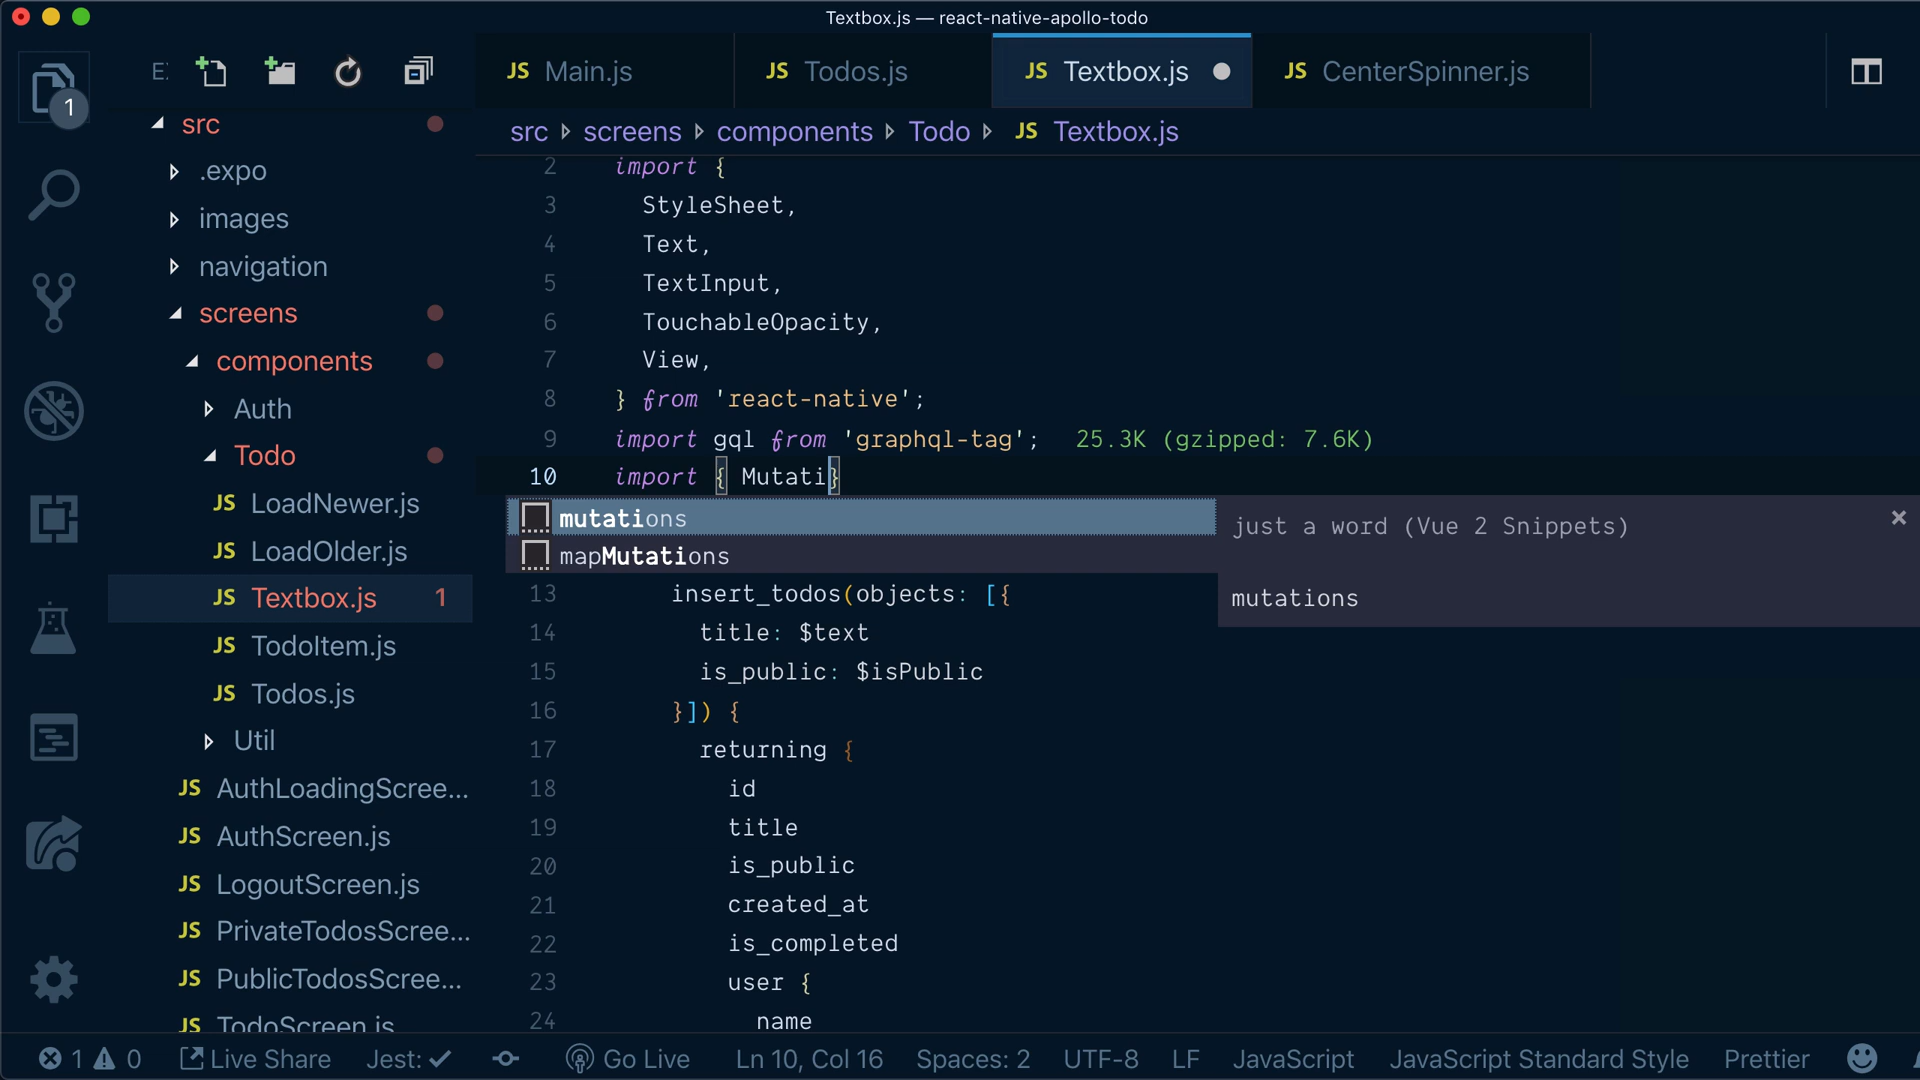 Textbox.js — react-native-apollo-todo
E:
JS Main.js
JS Todos.js
JS Textbox.js
JS CenterSpinner.js
1
src
.expo
images
navigation
screens
components
Auth
Todo
JS LoadNewer.js
JS LoadOlder.js
JS Textbox.js 1
JS TodoItem.js
JS Todos.js
Util
JS AuthLoadingScree...
JS AuthScreen.js
JS LogoutScreen.js
JS PrivateTodosScree...
JS PublicTodosScree...
JS TodoScreen.js
src screens components Todo JS Textbox.js
2 import {
3 StyleSheet,
4 Text,
5 TextInput,
6 TouchableOpacity,
7 View,
8 } from 'react-native';
9 import gql from 'graphql-tag'; 25.3K (gzipped: 7.6K)
10 import { Mutati}
mutations
mapMutations
just a word (Vue 2 Snippets)
mutations
13 insert_todos(objects: [{
14 title: $text
15 is_public: $isPublic
16 }]) {
17 returning {
18 id
19 title
20 is_public
21 created_at
22 is_completed
23 user {
24 name
1 0 Live Share Jest: Go Live Ln 10, Col 16 Spaces: 2 UTF-8 LF JavaScript JavaScript Standard Style Prettier